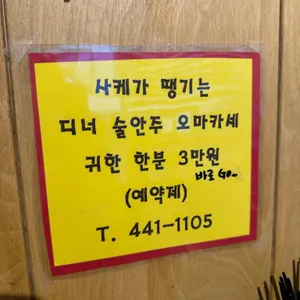 사케가 땡기는
디너 술안주 오마카세
귀한 한분 3만원
바로 GO~
(예약제)
T. 441-1105